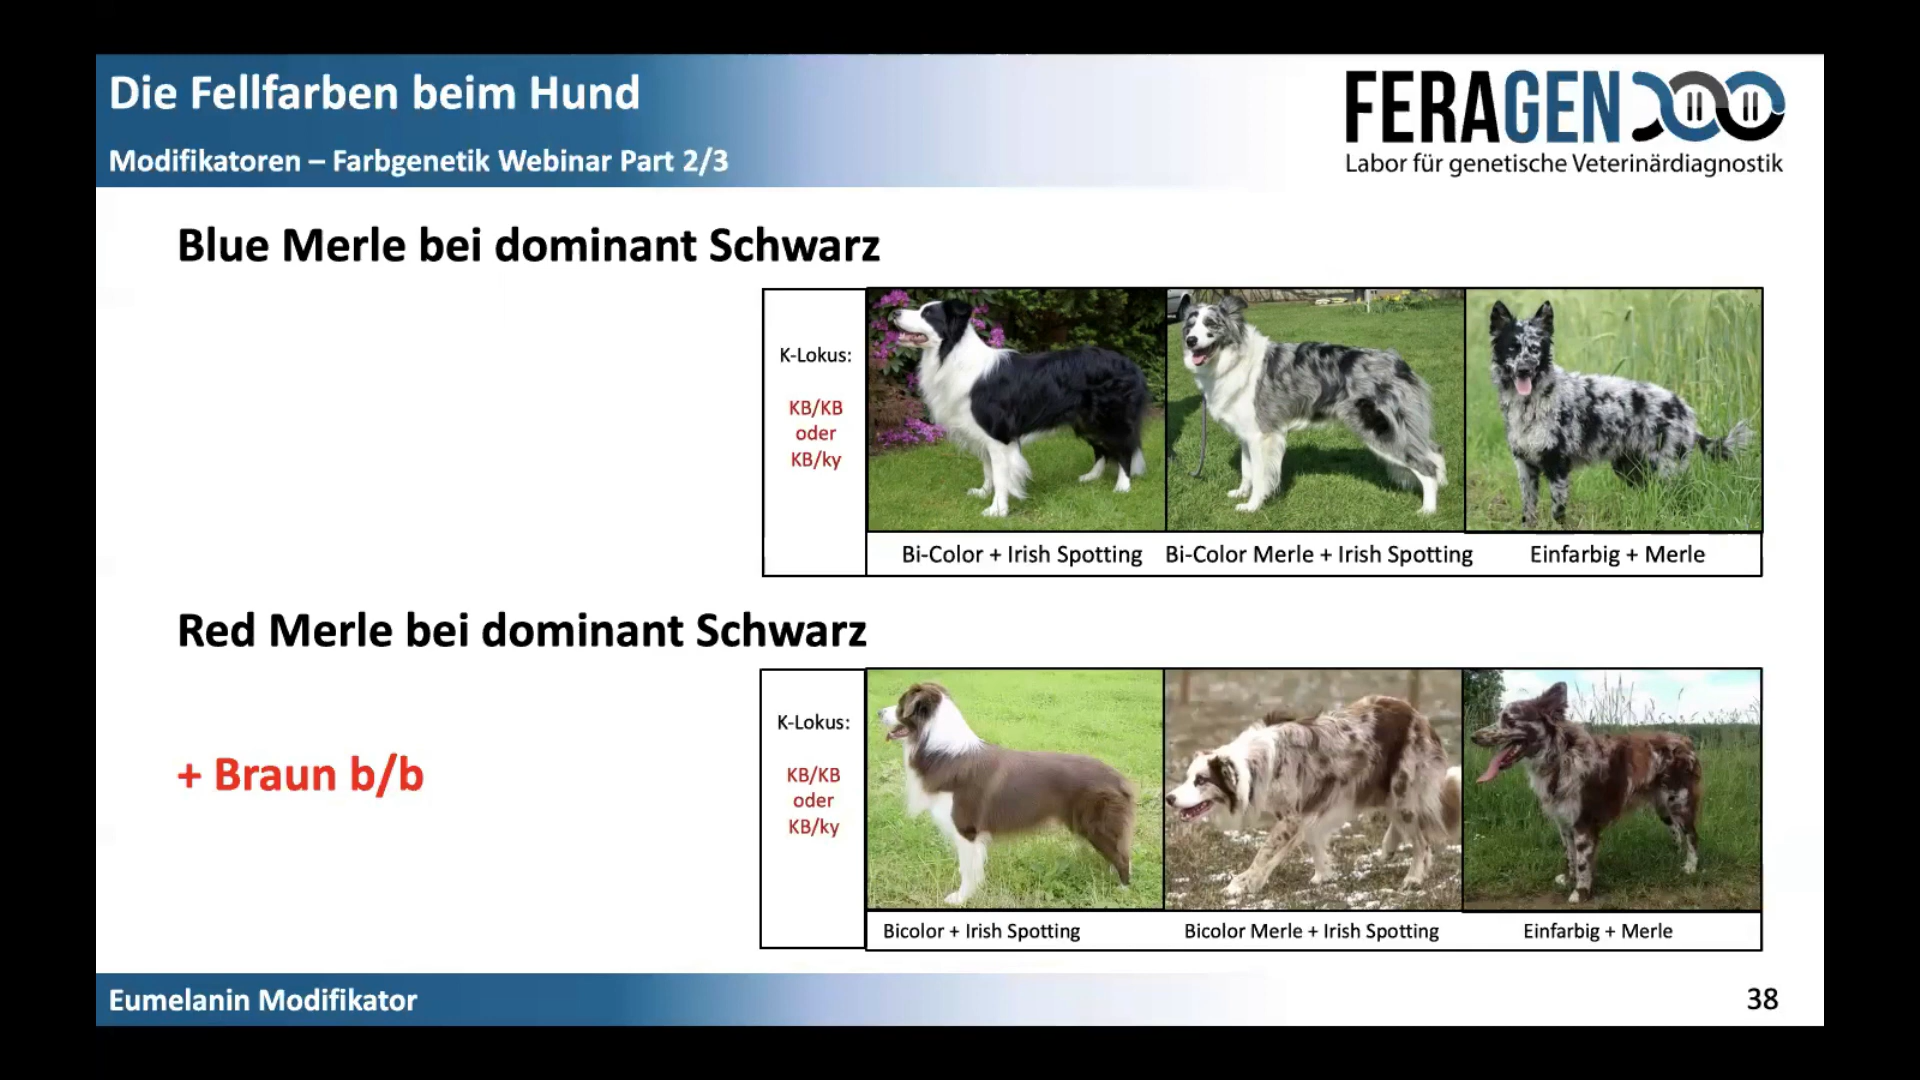 Die Fellfarben beim Hund
Modifikatoren – Farbgenetik Webinar Part 2/3
FERAGEN
Labor für genetische Veterinärdiagnostik
Blue Merle bei dominant Schwarz
K-Lokus:
KB/KB
oder
KB/ky
Bi-Color + Irish Spotting
Bi-Color Merle + Irish Spotting
Einfarbig + Merle
Red Merle bei dominant Schwarz
+ Braun b/b
K-Lokus:
KB/KB
oder
KB/ky
Bicolor + Irish Spotting
Bicolor Merle + Irish Spotting
Einfarbig + Merle
Eumelanin Modifikator
38